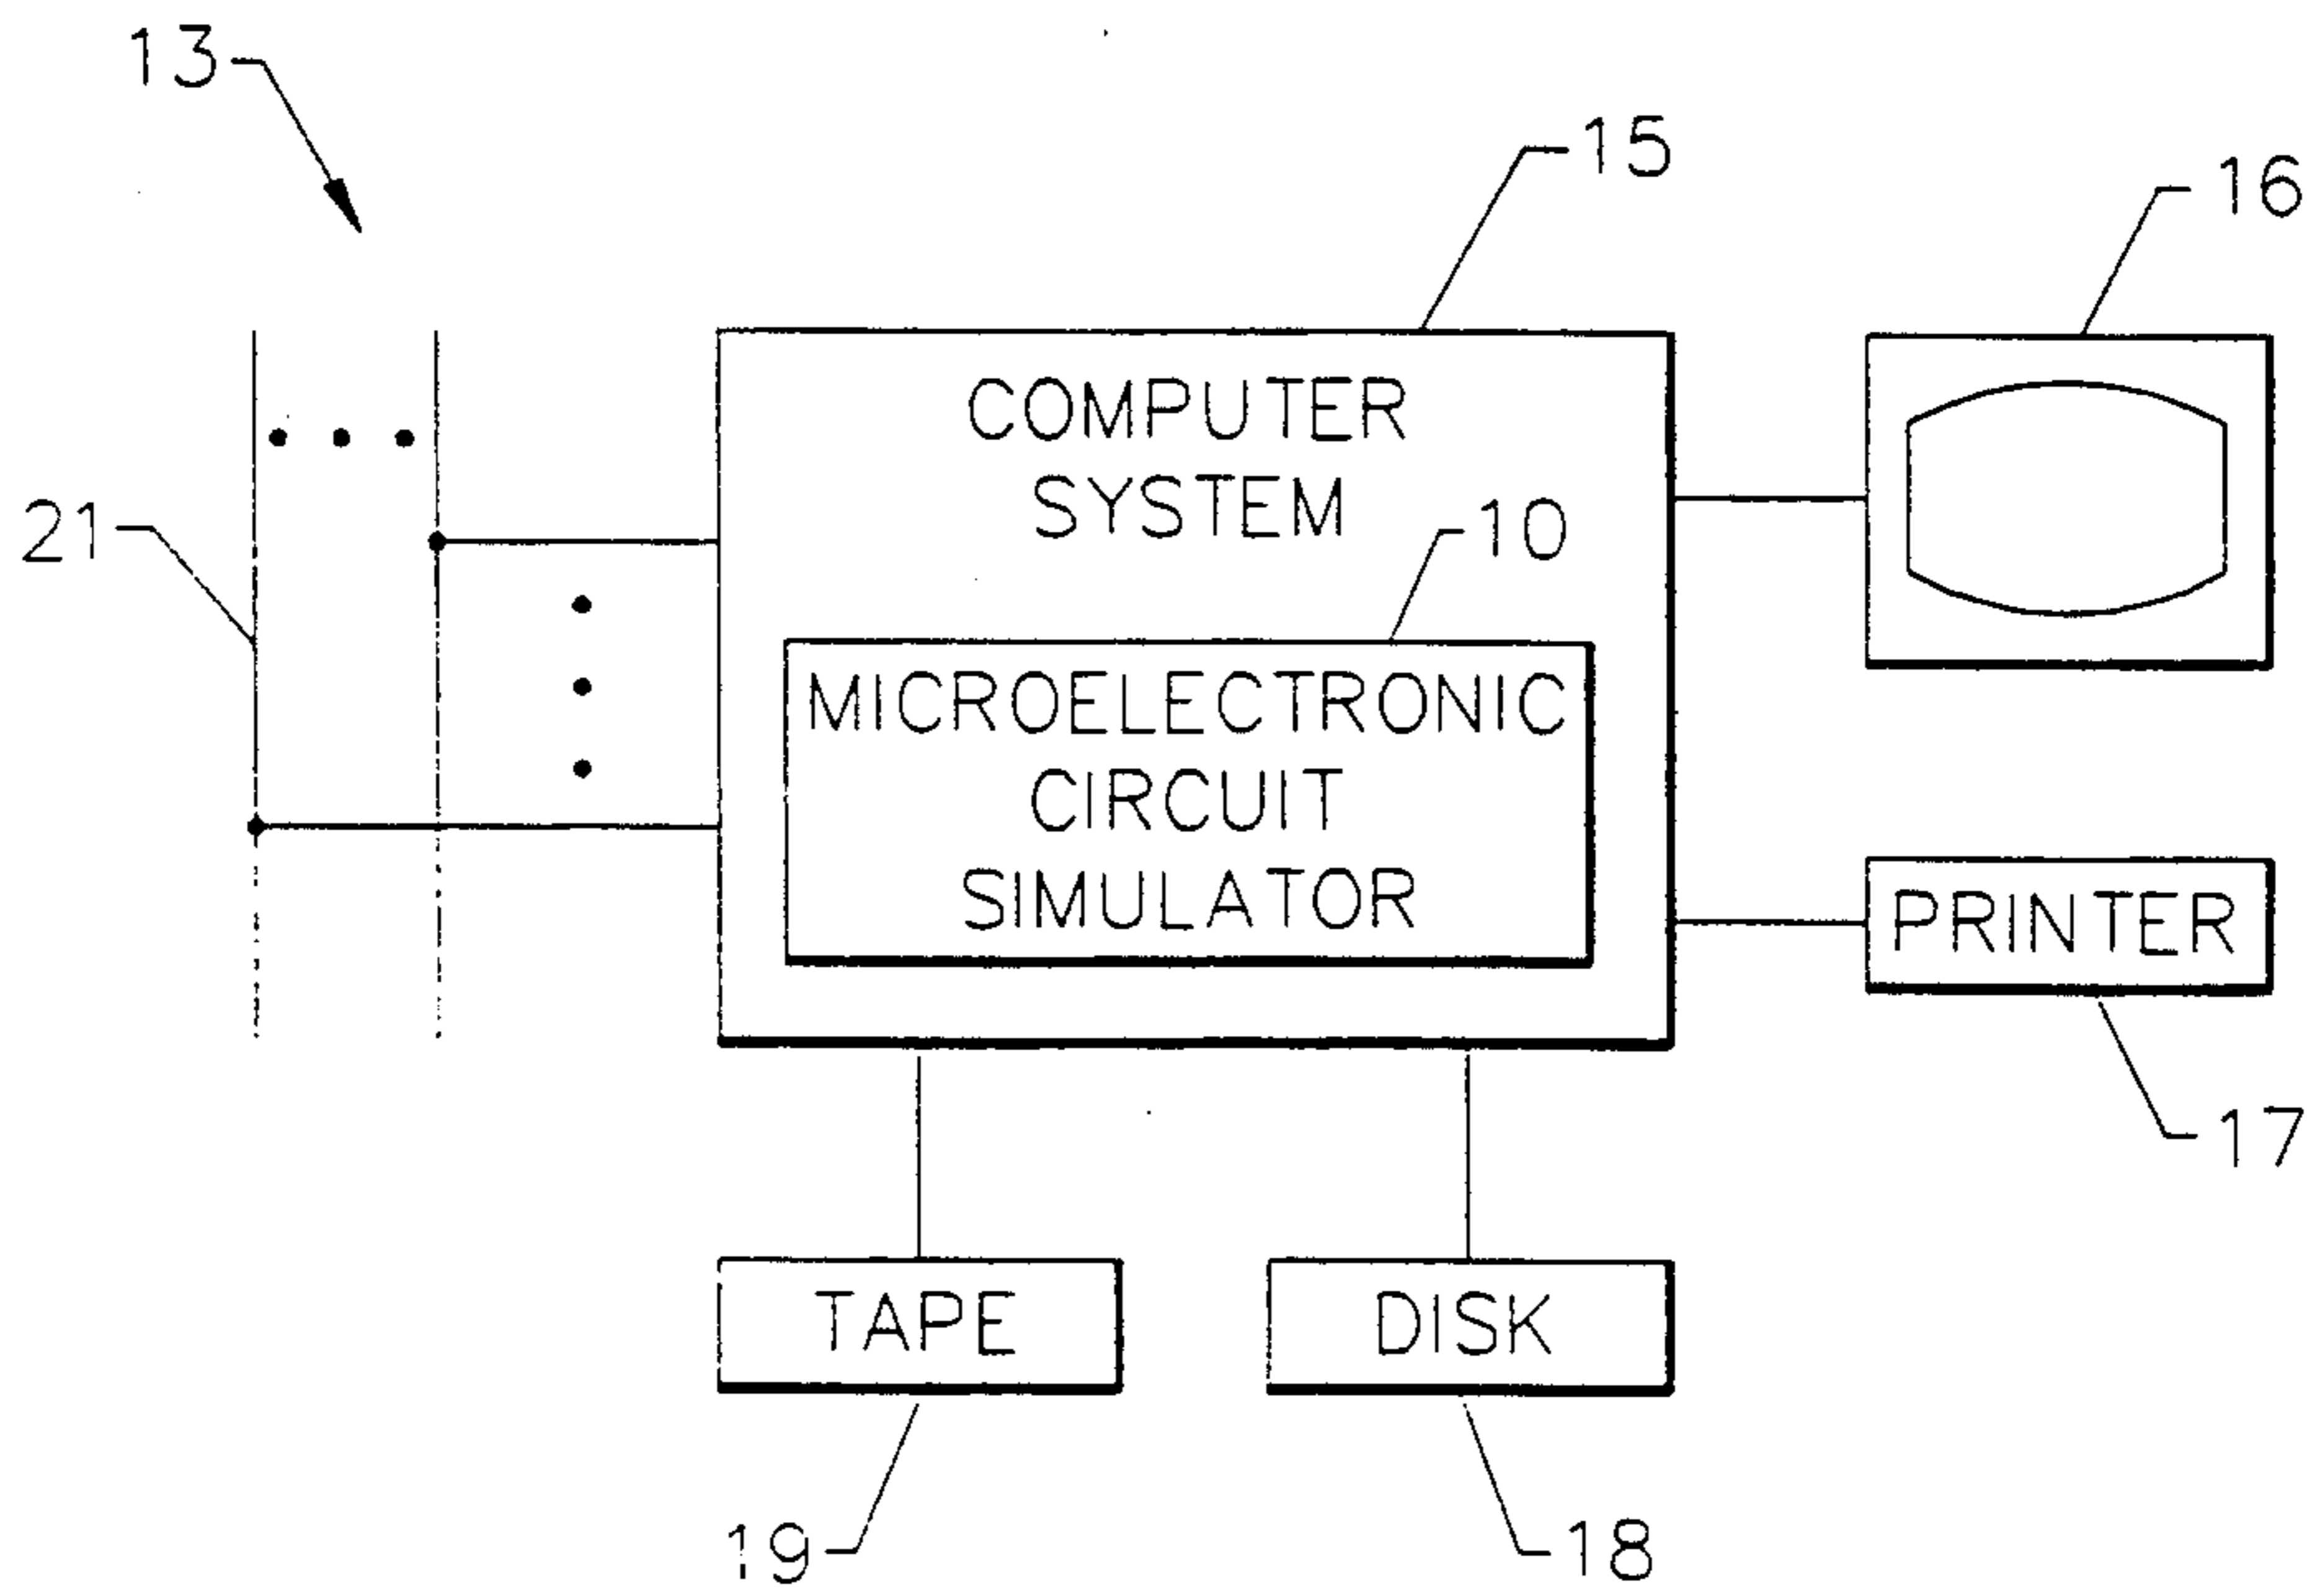 13
15
16
COMPUTER
SYSTEM
21
10
MICROELECTRONIC
CIRCUIT
SIMULATOR
PRINTER
17
TAPE
DISK
19
18